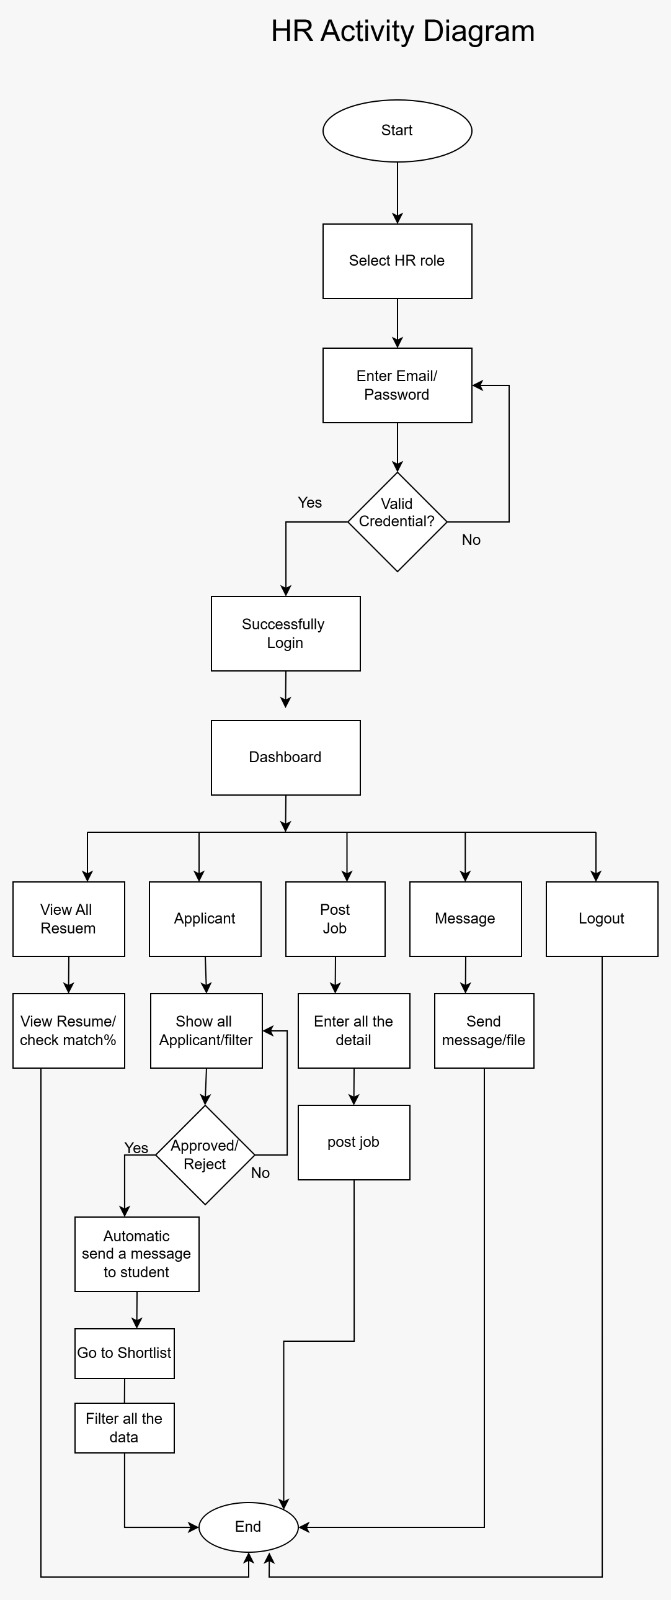 HR Activity Diagram
Start
Select HR role
Enter Email/
Password
Valid
Credential?
Yes
No
Successfully
Login
Dashboard
View All
Resuem
Applicant
Post
Job
Message
Logout
View Resume/
check match%
Show all
Applicant/filter
Enter all the
detail
Send
message/file
Approved/
Reject
Yes
No
post job
Automatic
send a message
to student
Go to Shortlist
Filter all the
data
End